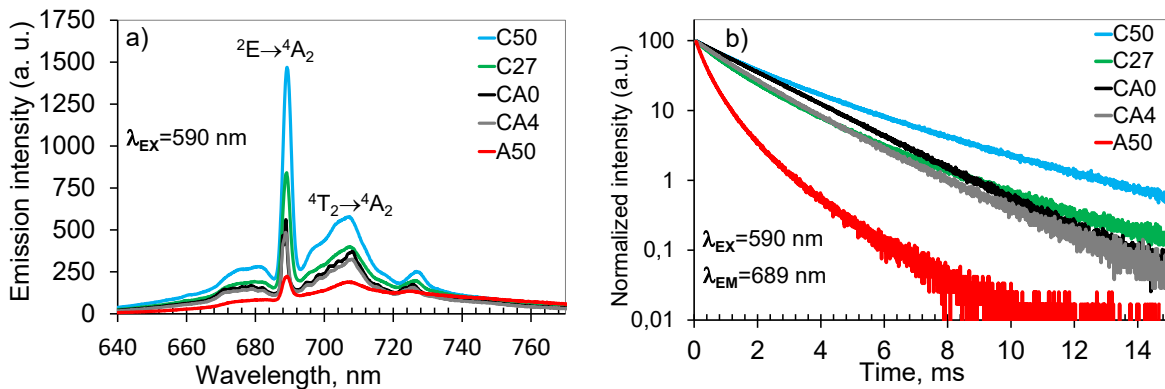 a)
Emission intensity (a. u.)
1750
1500
1250
1000
750
500
250
0
640
660
680
700
720
740
760
Wavelength, nm
²E→⁴A₂
⁴T₂→⁴A₂
λEX=590 nm
C50
C27
CA0
CA4
A50
b)
Normalized intensity (a.u.)
100
10
1
0,1
0,01
0
2
4
6
8
10
12
14
Time, ms
λEX=590 nm
λEM=689 nm
C50
C27
CA0
CA4
A50